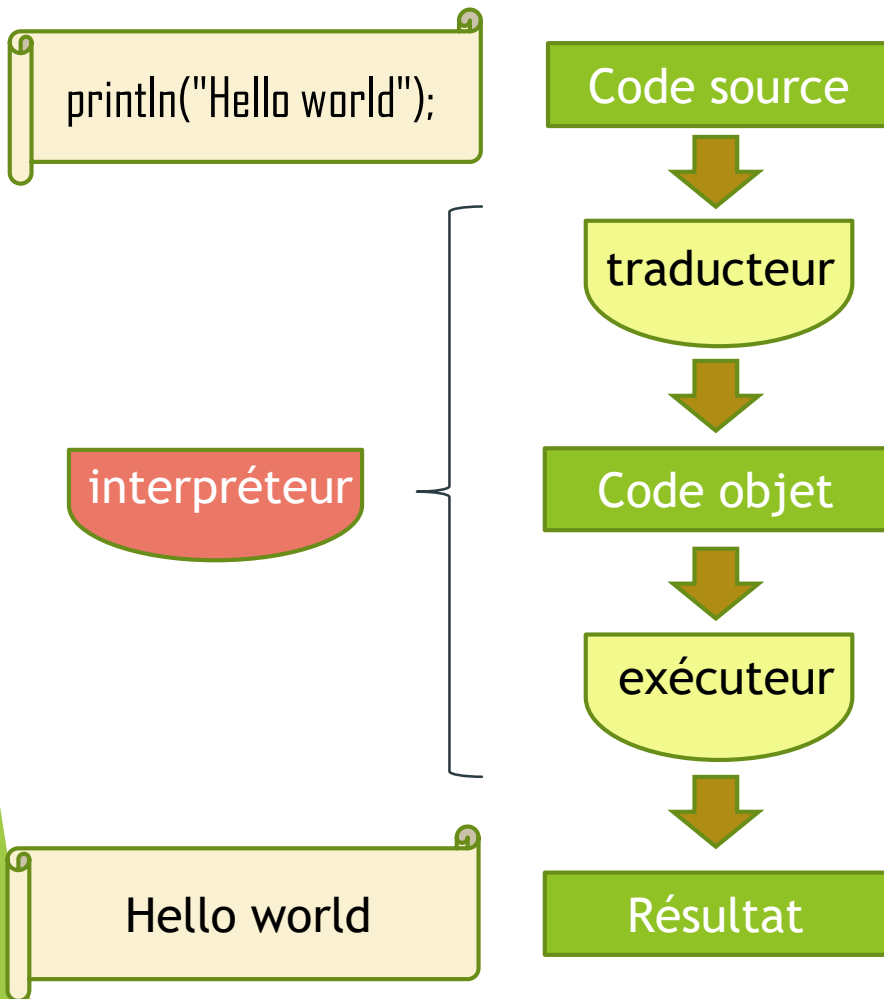 println("Hello world");
Code source
traducteur
interpréteur
Code objet
exécuteur
Hello world
Résultat